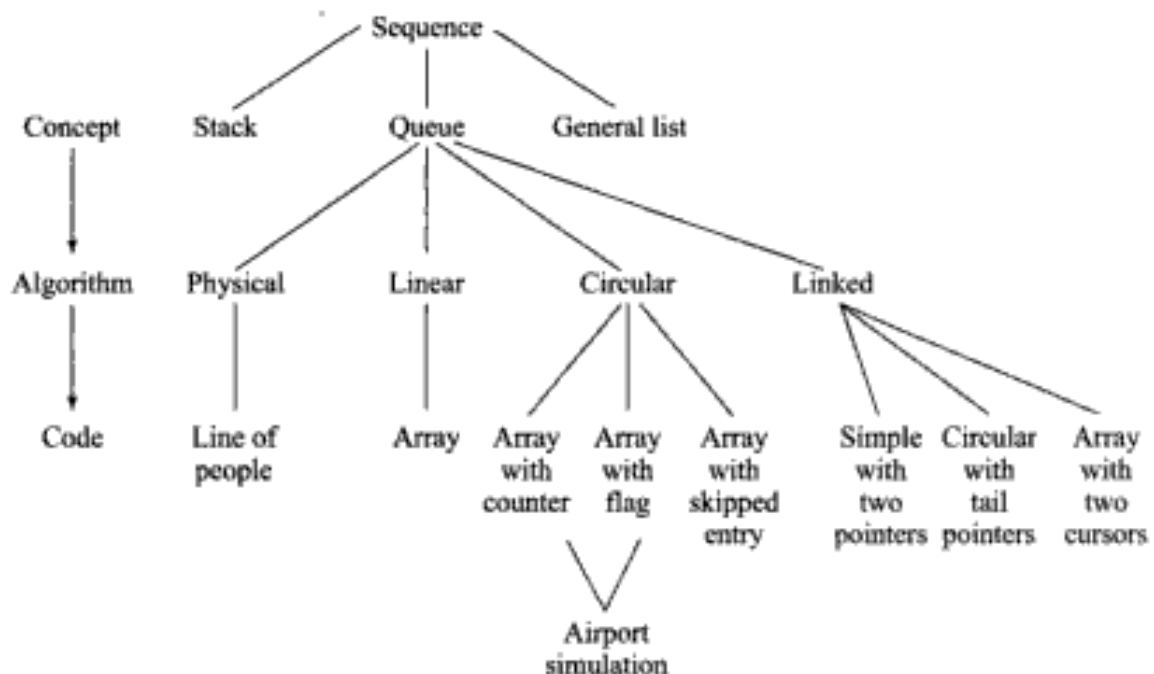 Sequence
Concept Stack Queue General list
Algorithm Physical Linear Circular Linked
Code Line of people Array Array with counter Array with flag Array with skipped entry Simple with two pointers Circular with tail pointers Array with two cursors
Airport
simulation